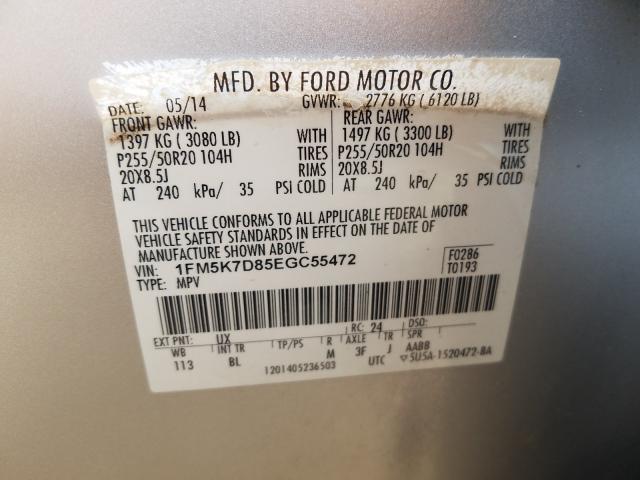 MFD. BY FORD MOTOR CO.
DATE: 05/14 GVWR: 2776 KG ( 6120 LB)
FRONT GAWR: REAR GAWR:
1397 KG ( 3080 LB) WITH 1497 KG ( 3300 LB) WITH
P255/50R20 104H TIRES P255/50R20 104H TIRES
20X8.5J RIMS 20X8.5J RIMS
AT 240 kPa/ 35 PSI COLD AT 240 kPa/ 35 PSI COLD
THIS VEHICLE CONFORMS TO ALL APPLICABLE FEDERAL MOTOR
VEHICLE SAFETY STANDARDS IN EFFECT ON THE DATE OF
MANUFACTURE SHOWN ABOVE.
VIN: 1FM5K7D85EGC55472 F0286
TYPE: MPV T0193
EXT PNT: UX RC: 24 DSO:
WB INT TR TP/PS R AXLE TR SPR
113 BL M 3F J AABB
1201405236503 UTC 5U5A-1520472-BA